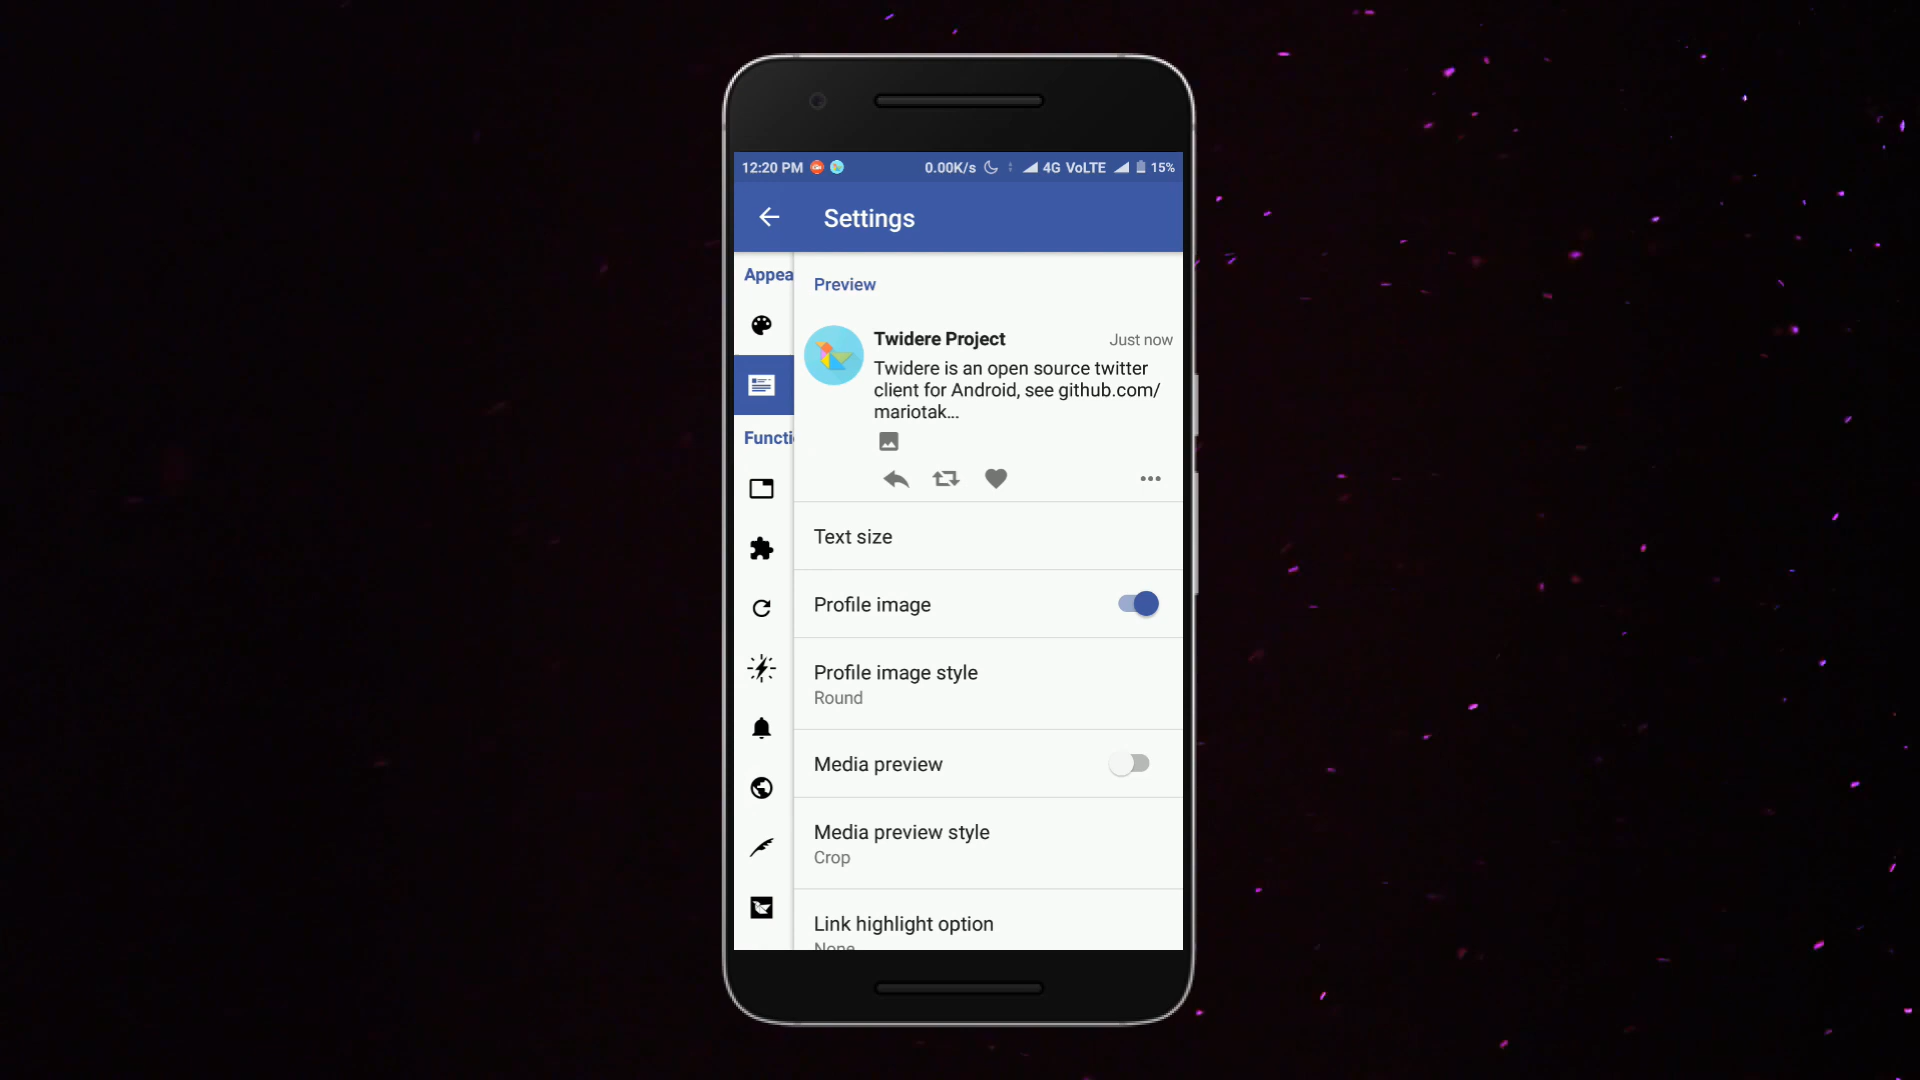 12:20 PM 0.00K/s 4G VoLTE 15%
Settings
Appea
Preview
Twidere Project Just now
Twidere is an open source twitter
client for Android, see github.com/
mariotak...
Functi
Text size
Profile image
Profile image style
Round
Media preview
Media preview style
Crop
Link highlight option
None